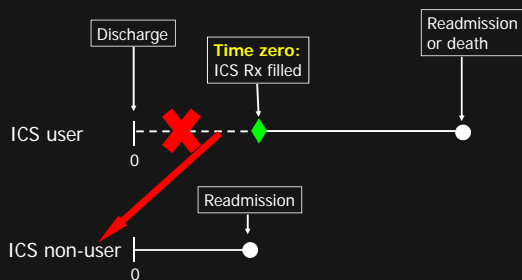 Discharge
Time zero:
ICS Rx filled
Readmission
or death
ICS user
0
Readmission
ICS non-user
0